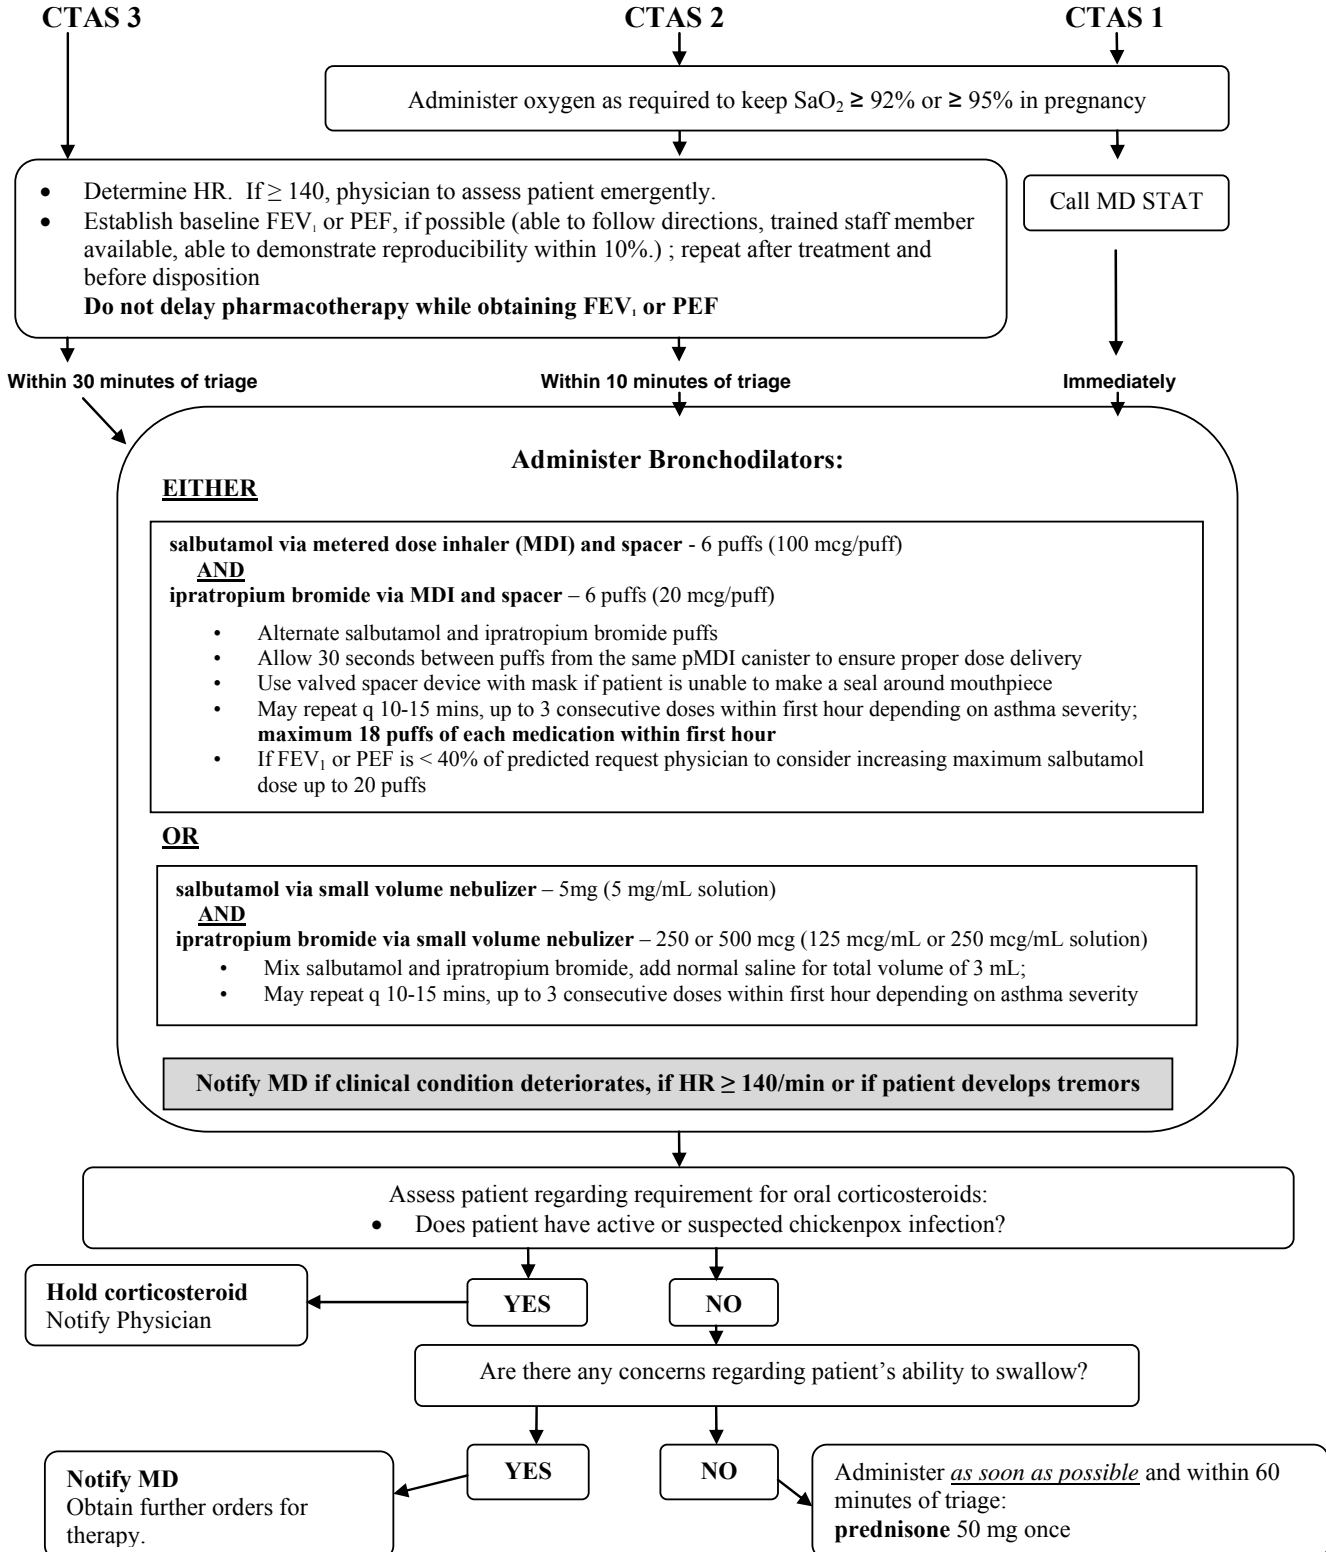 CTAS 3
CTAS 2
CTAS 1
Administer oxygen as required to keep SaO₂ ≥ 92% or ≥ 95% in pregnancy
• Determine HR. If ≥ 140, physician to assess patient emergently.
• Establish baseline FEV₁ or PEF, if possible (able to follow directions, trained staff member
available, able to demonstrate reproducibility within 10%.) ; repeat after treatment and
before disposition
Do not delay pharmacotherapy while obtaining FEV₁ or PEF
Call MD STAT
Within 30 minutes of triage
Within 10 minutes of triage
Immediately
Administer Bronchodilators:
EITHER
salbutamol via metered dose inhaler (MDI) and spacer - 6 puffs (100 mcg/puff)
AND
ipratropium bromide via MDI and spacer – 6 puffs (20 mcg/puff)
• Alternate salbutamol and ipratropium bromide puffs
• Allow 30 seconds between puffs from the same pMDI canister to ensure proper dose delivery
• Use valved spacer device with mask if patient is unable to make a seal around mouthpiece
• May repeat q 10-15 mins, up to 3 consecutive doses within first hour depending on asthma severity;
maximum 18 puffs of each medication within first hour
• If FEV₁ or PEF is < 40% of predicted request physician to consider increasing maximum salbutamol
dose up to 20 puffs
OR
salbutamol via small volume nebulizer – 5mg (5 mg/mL solution)
AND
ipratropium bromide via small volume nebulizer – 250 or 500 mcg (125 mcg/mL or 250 mcg/mL solution)
• Mix salbutamol and ipratropium bromide, add normal saline for total volume of 3 mL;
• May repeat q 10-15 mins, up to 3 consecutive doses within first hour depending on asthma severity
Notify MD if clinical condition deteriorates, if HR ≥ 140/min or if patient develops tremors
Assess patient regarding requirement for oral corticosteroids:
• Does patient have active or suspected chickenpox infection?
Hold corticosteroid
Notify Physician
YES
NO
Are there any concerns regarding patient's ability to swallow?
Notify MD
Obtain further orders for
therapy.
YES
NO
Administer as soon as possible and within 60
minutes of triage:
prednisone 50 mg once